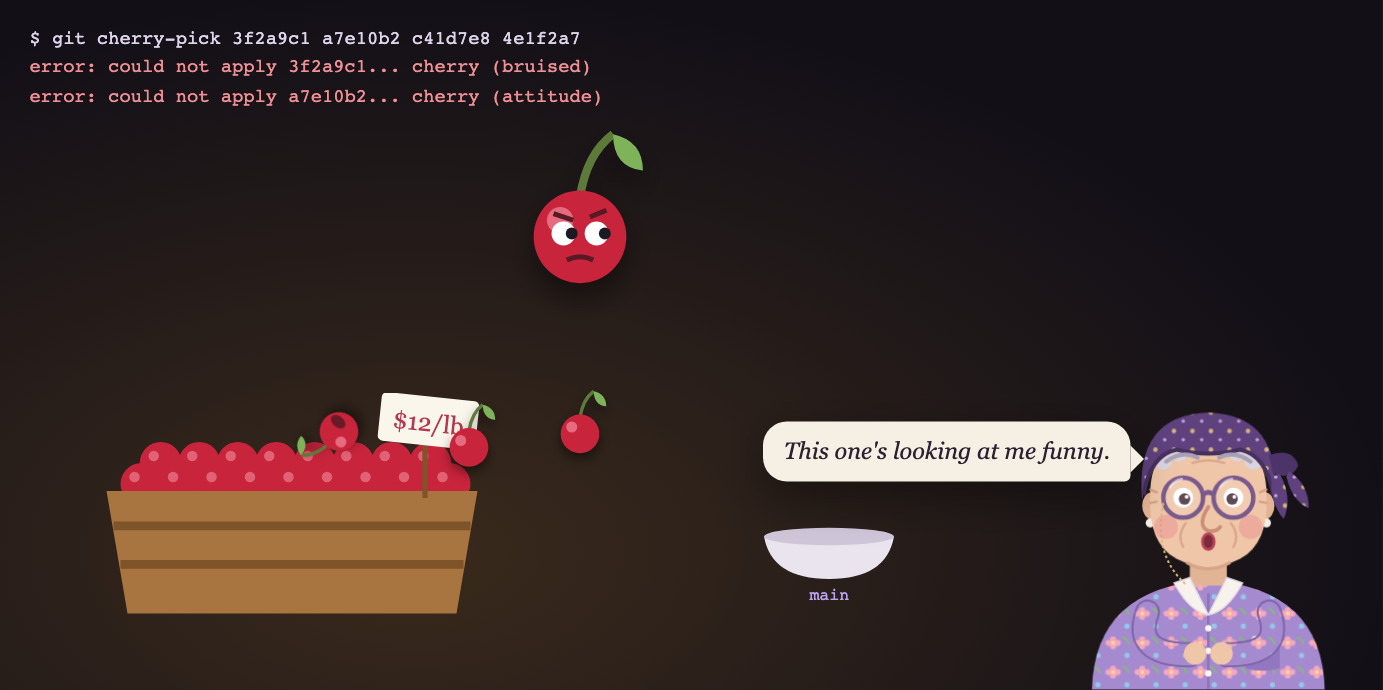 $ git cherry-pick 3f2a9c1 a7e10b2 c41d7e8 4e1f2a7
error: could not apply 3f2a9c1... cherry (bruised)
error: could not apply a7e10b2... cherry (attitude)
$12/lb
This one's looking at me funny.
main